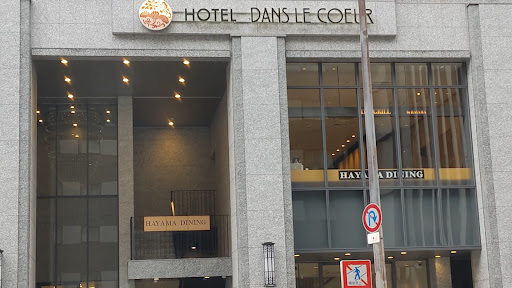 HOTEL DANS LE COEUR
HAYAMA DINING
HAYAMA DINING